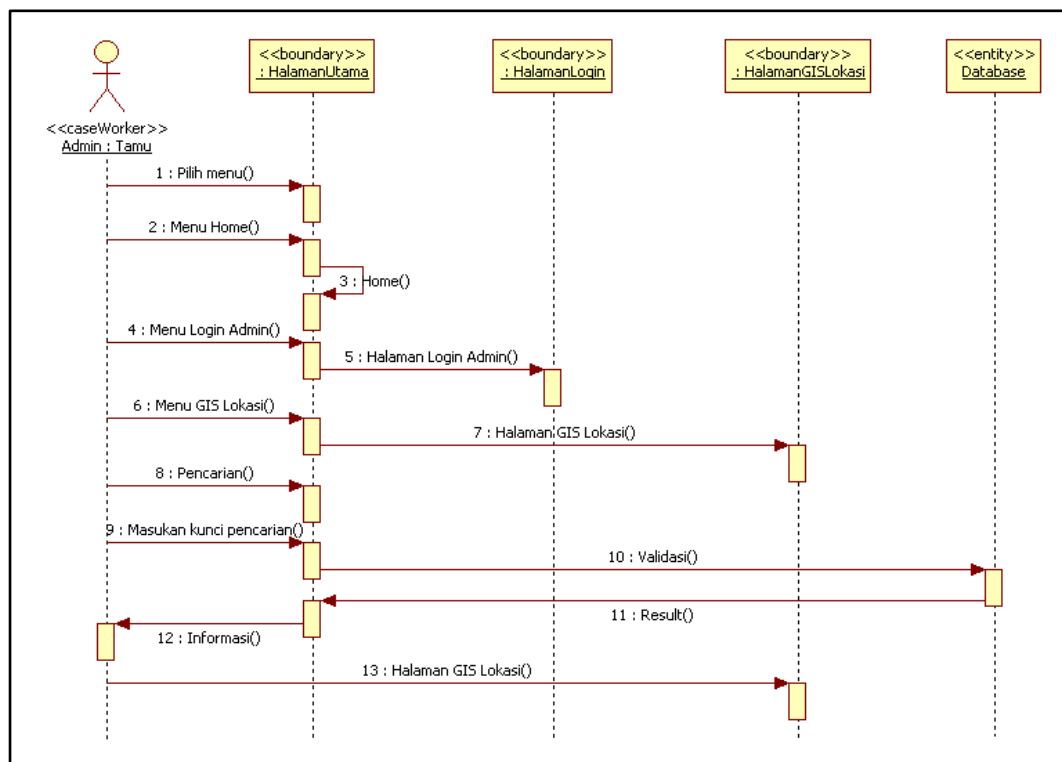 <<boundary>>
: HalamanUtama
<<boundary>>
: HalamanLogin
<<boundary>>
: HalamanGISLokasi
<<entity>>
Database
<<caseWorker>>
Admin : Tamu
1 : Pilih menu()
2 : Menu Home()
3 : Home()
4 : Menu Login Admin()
5 : Halaman Login Admin()
6 : Menu GIS Lokasi()
7 : Halaman GIS Lokasi()
8 : Pencarian()
9 : Masukan kunci pencarian()
10 : Validasi()
11 : Result()
12 : Informasi()
13 : Halaman GIS Lokasi()